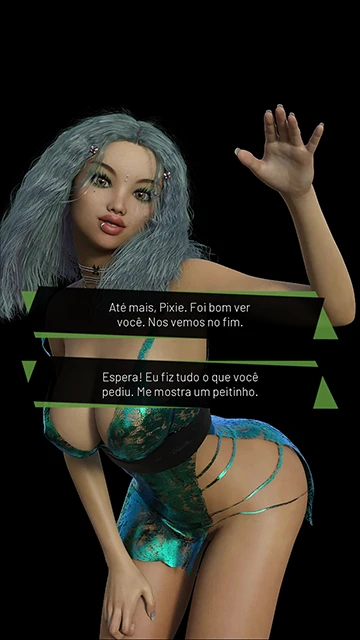 Até mais, Pixie. Foi bom ver
você. Nos vemos no fim.
Espera! Eu fiz tudo o que você
pediu. Me mostra um peitinho.